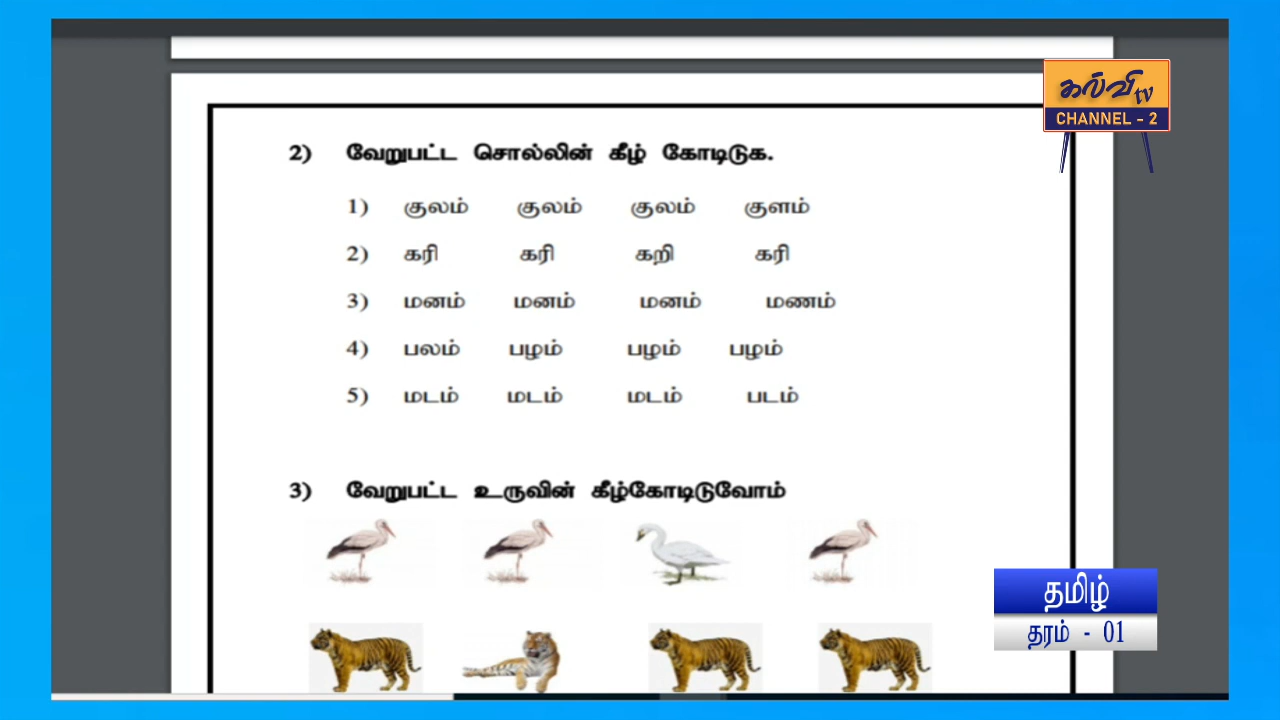 கல்வி tv
CHANNEL - 2
2) வேறுபட்ட சொல்லின் கீழ் கோடிடுக.
1) குலம் குலம் குலம் குளம்
2) கரி கரி கறி கரி
3) மனம் மனம் மனம் மணம்
4) பலம் பழம் பழம் பழம்
5) மடம் மடம் மடம் படம்
3) வேறுபட்ட உருவின் கீழ்கோடிடுவோம்
தமிழ்
தரம் - 01